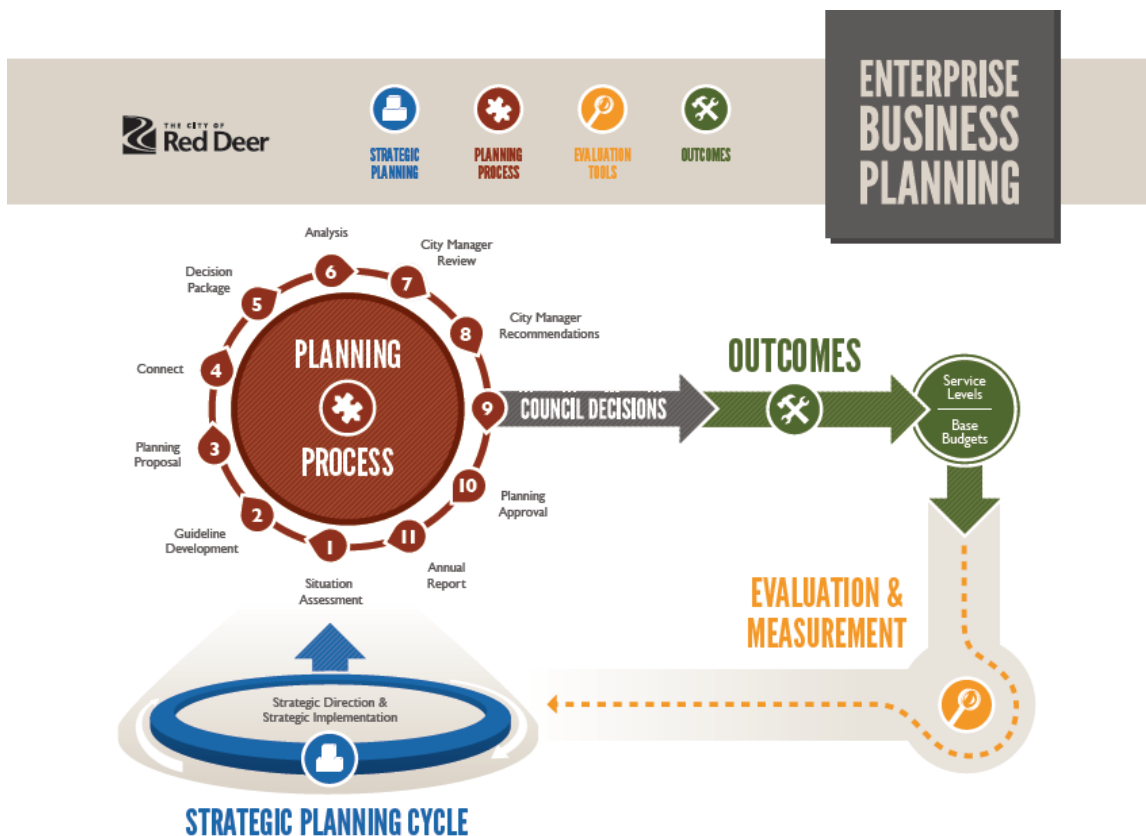 THE CITY OF
Red Deer
STRATEGIC
PLANNING
PLANNING
PROCESS
EVALUATION
TOOLS
OUTCOMES
ENTERPRISE
BUSINESS
PLANNING
Analysis
City Manager
Review
Decision
Package
City Manager
Recommendations
Connect
Planning
Proposal
Guideline
Development
Situation
Assessment
Annual
Report
Planning
Approval
6
7
5
8
4
9
3
10
2
11
1
PLANNING
PROCESS
COUNCIL DECISIONS
OUTCOMES
Service
Levels
Base
Budgets
EVALUATION &
MEASUREMENT
Strategic Direction &
Strategic Implementation
STRATEGIC PLANNING CYCLE